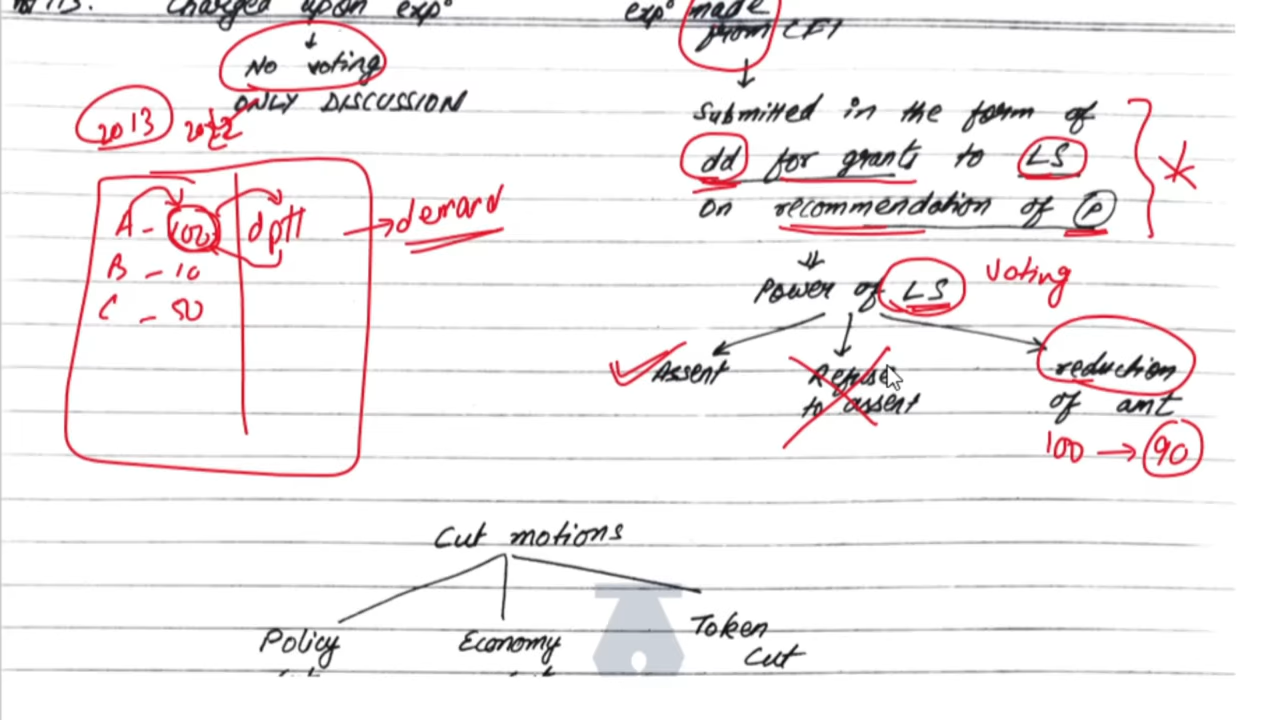 113. Charged upon exp°
exp° made
from CFI
No voting
ONLY DISCUSSION
2013
Submitted in the form of
dd for grants to LS
on recommendation of P
A - 100 dptt
demand
B - 10
C - 50
Power of LS
Voting
Assent
Refuse
to assent
reduction
of amt
100 → 90
Cut motions
Policy
Economy
Token
Cut